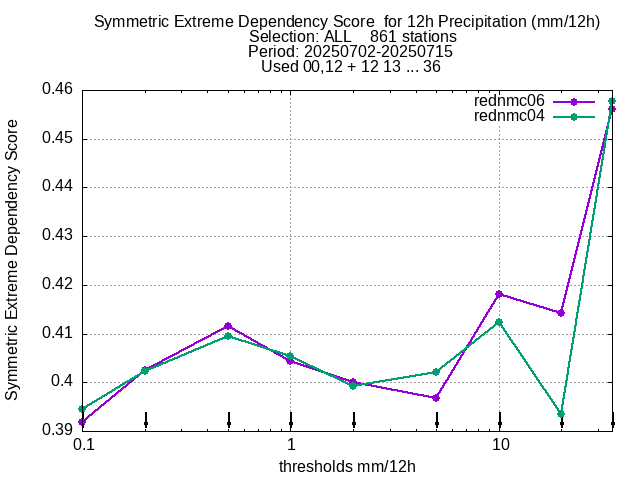 Symmetric Extreme Dependency Score  for 12h Precipitation (mm/12h)
Selection: ALL    861 stations
Period: 20250702-20250715
Used 00,12 + 12 13 ... 36
rednmc06
rednmc04
Symmetric Extreme Dependency Score
0.46
0.45
0.44
0.43
0.42
0.41
0.4
0.39
0.1
1
10
thresholds mm/12h